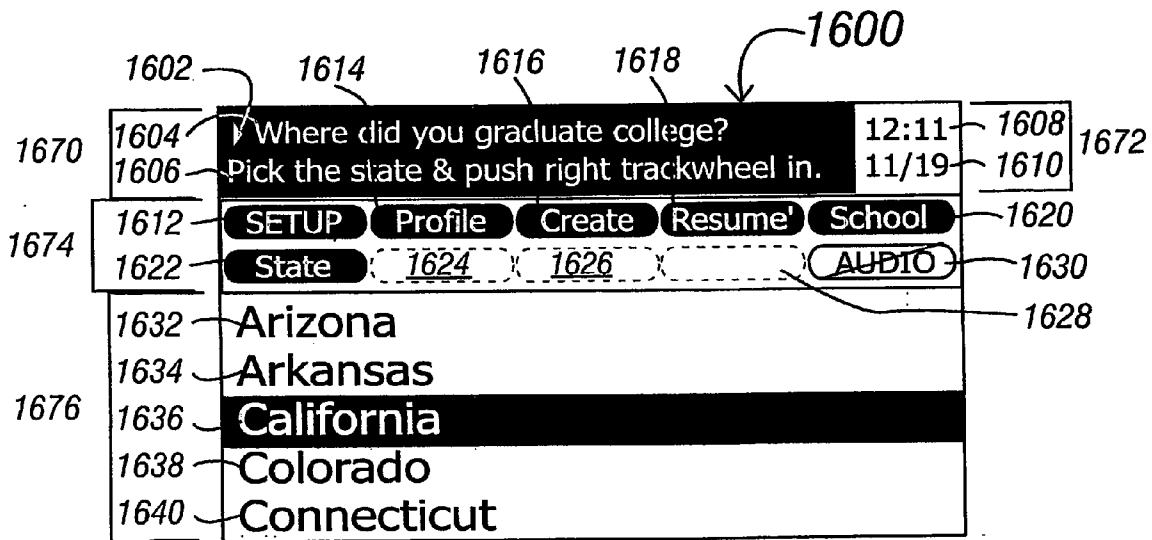 1600
1602 1614 1616 1618
1670 1604 Where did you graduate college? 12:11 1608 1672
1606 Pick the state & push right trackwheel in. 11/19 1610
1674 1612 SETUP Profile Create Resume' School 1620
1622 State 1624 1626 AUDIO 1630
1628
1632 Arizona
1634 Arkansas
1676 1636 California
1638 Colorado
1640 Connecticut